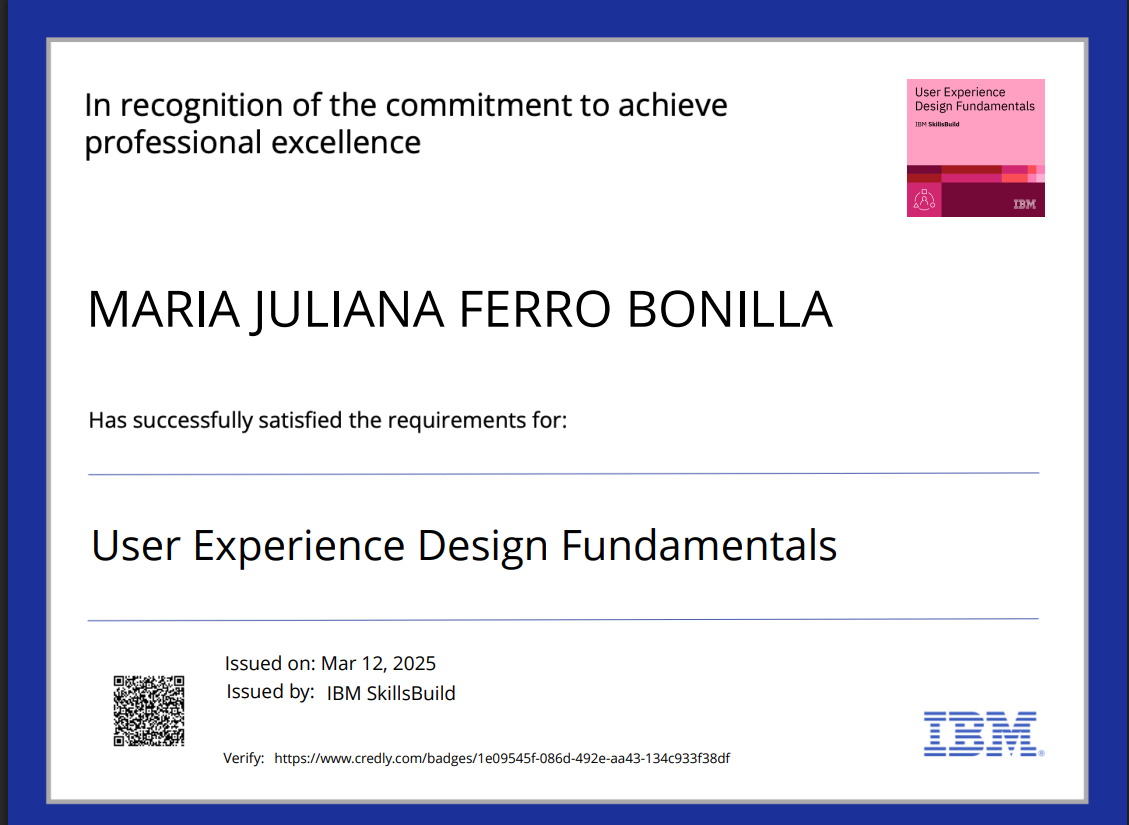 In recognition of the commitment to achieve
professional excellence
User Experience
Design Fundamentals
IBM SkillsBuild
IBM
MARIA JULIANA FERRO BONILLA
Has successfully satisfied the requirements for:
User Experience Design Fundamentals
Issued on: Mar 12, 2025
Issued by: IBM SkillsBuild
Verify: https://www.credly.com/badges/1e09545f-086d-492e-aa43-134c933f38df
IBM®